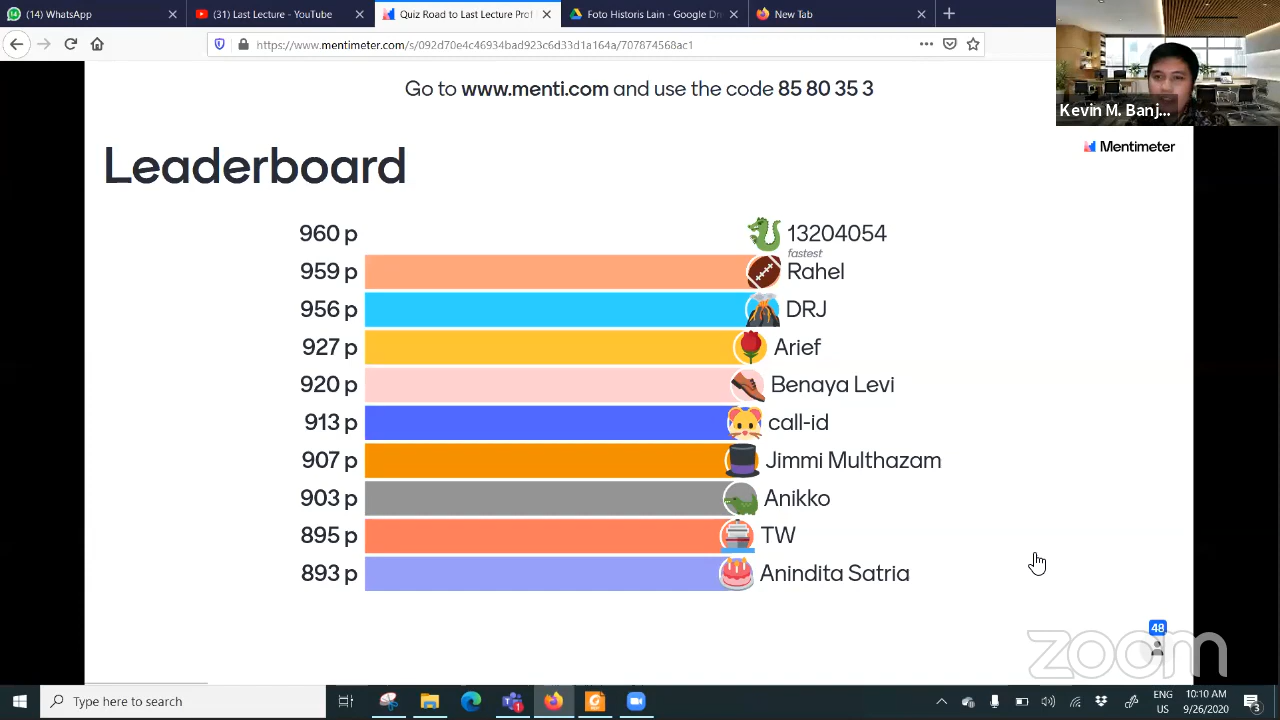 (14) WhatsApp
(31) Last Lecture - YouTube
Quiz Road to Last Lecture Prof
Foto Historis Lain - Google Dr
New Tab
https://www.mentimeter.com/s/
Go to www.menti.com and use the code 85 80 35 3
Kevin M. Banj...
Mentimeter
Leaderboard
960 p 13204054
fastest
959 p Rahel
956 p DRJ
927 p Arief
920 p Benaya Levi
913 p call-id
907 p Jimmi Multhazam
903 p Anikko
895 p TW
893 p Anindita Satria
48
zoom
Type here to search
ENG
US
10:10 AM
9/26/2020
3